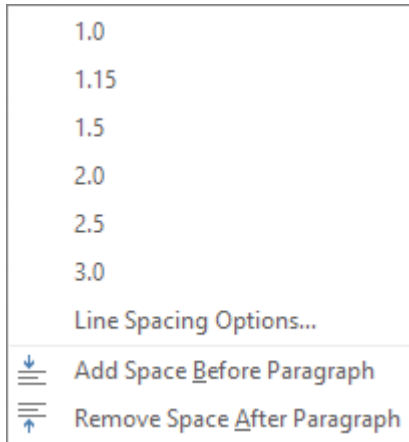 1.0
1.15
1.5
2.0
2.5
3.0
Line Spacing Options...
Add Space Before Paragraph
Remove Space After Paragraph